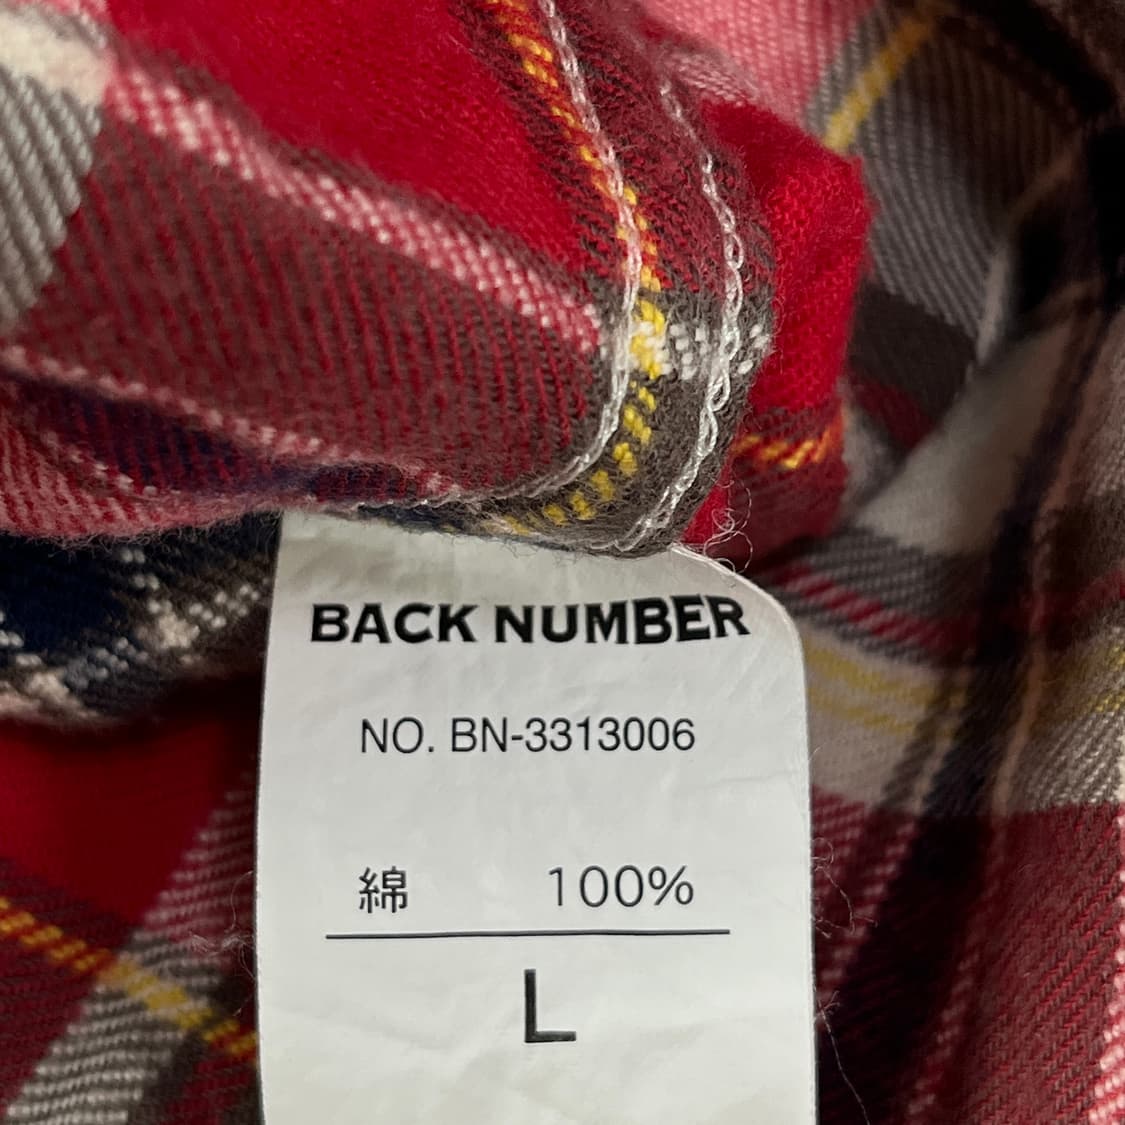 BACK NUMBER
NO. BN-3313006
綿 100%
L